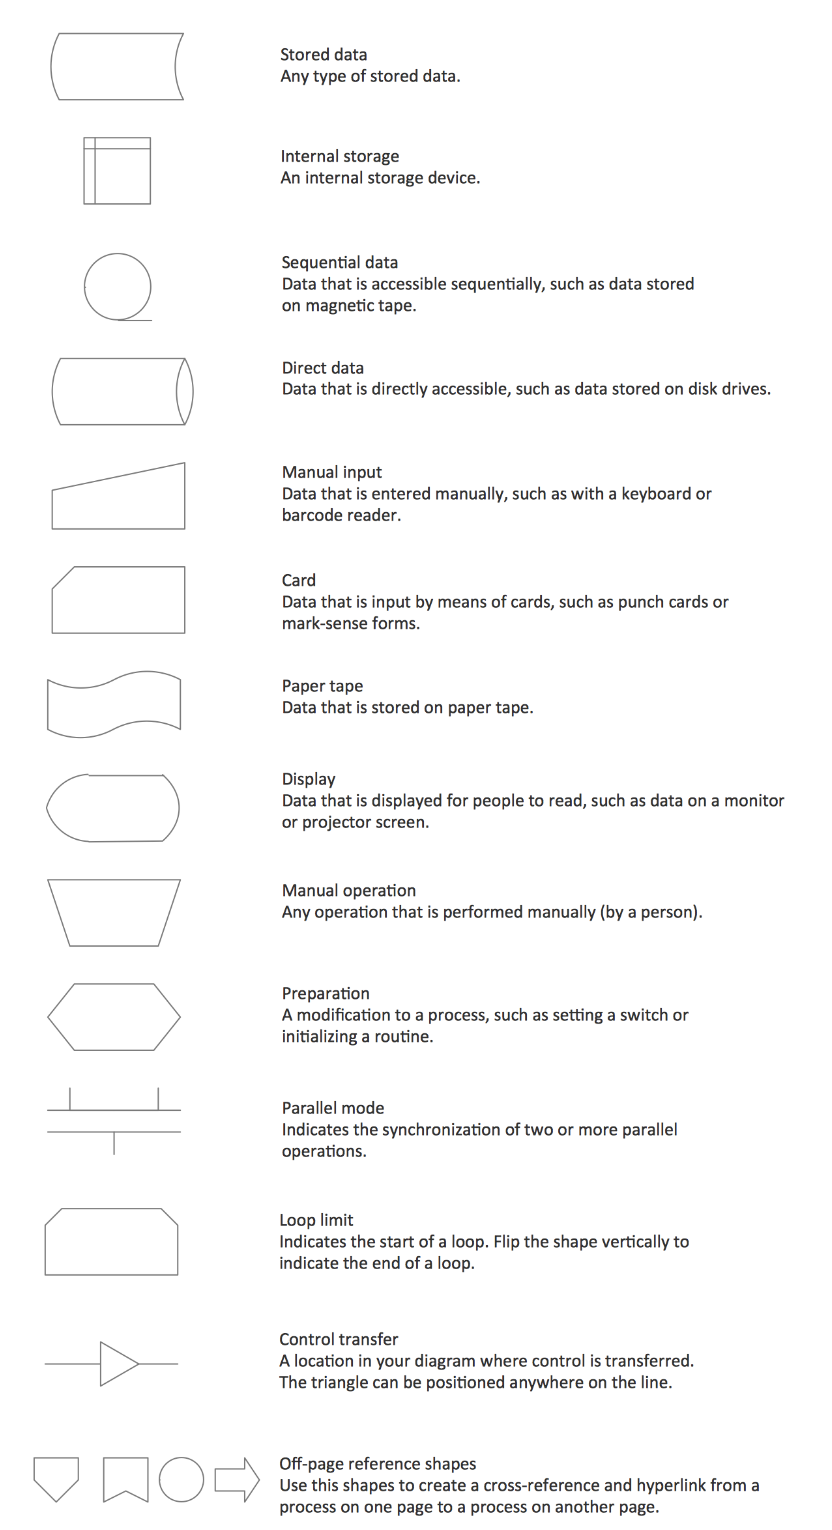 Stored data
Any type of stored data.
Internal storage
An internal storage device.
Sequential data
Data that is accessible sequentially, such as data stored
on magnetic tape.
Direct data
Data that is directly accessible, such as data stored on disk drives.
Manual input
Data that is entered manually, such as with a keyboard or
barcode reader.
Card
Data that is input by means of cards, such as punch cards or
mark-sense forms.
Paper tape
Data that is stored on paper tape.
Display
Data that is displayed for people to read, such as data on a monitor
or projector screen.
Manual operation
Any operation that is performed manually (by a person).
Preparation
A modification to a process, such as setting a switch or
initializing a routine.
Parallel mode
Indicates the synchronization of two or more parallel
operations.
Loop limit
Indicates the start of a loop. Flip the shape vertically to
indicate the end of a loop.
Control transfer
A location in your diagram where control is transferred.
The triangle can be positioned anywhere on the line.
Off-page reference shapes
Use this shapes to create a cross-reference and hyperlink from a
process on one page to a process on another page.